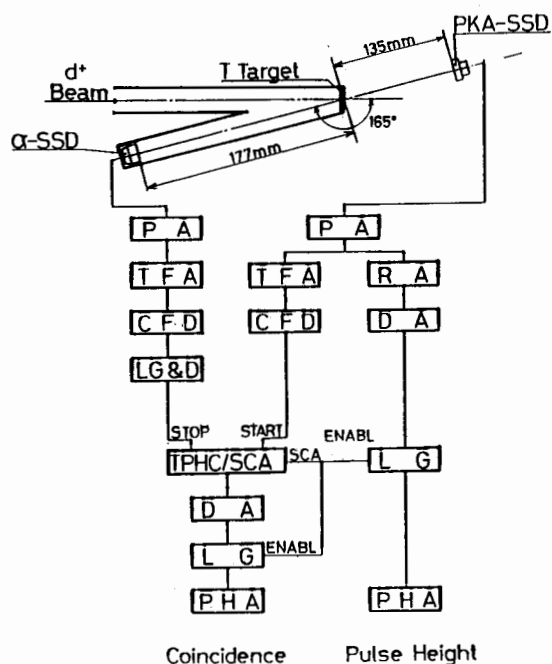 PKA-SSD
135mm
d+
Beam
T Target
165°
α-SSD
177mm
P A
P A
T F A
T F A
R A
C F D
C F D
D A
LG&D
STOP
START
ENABL
TPHC/SCA
SCA
L G
D A
L G
ENABL
P H A
P H A
Coincidence
Pulse Height